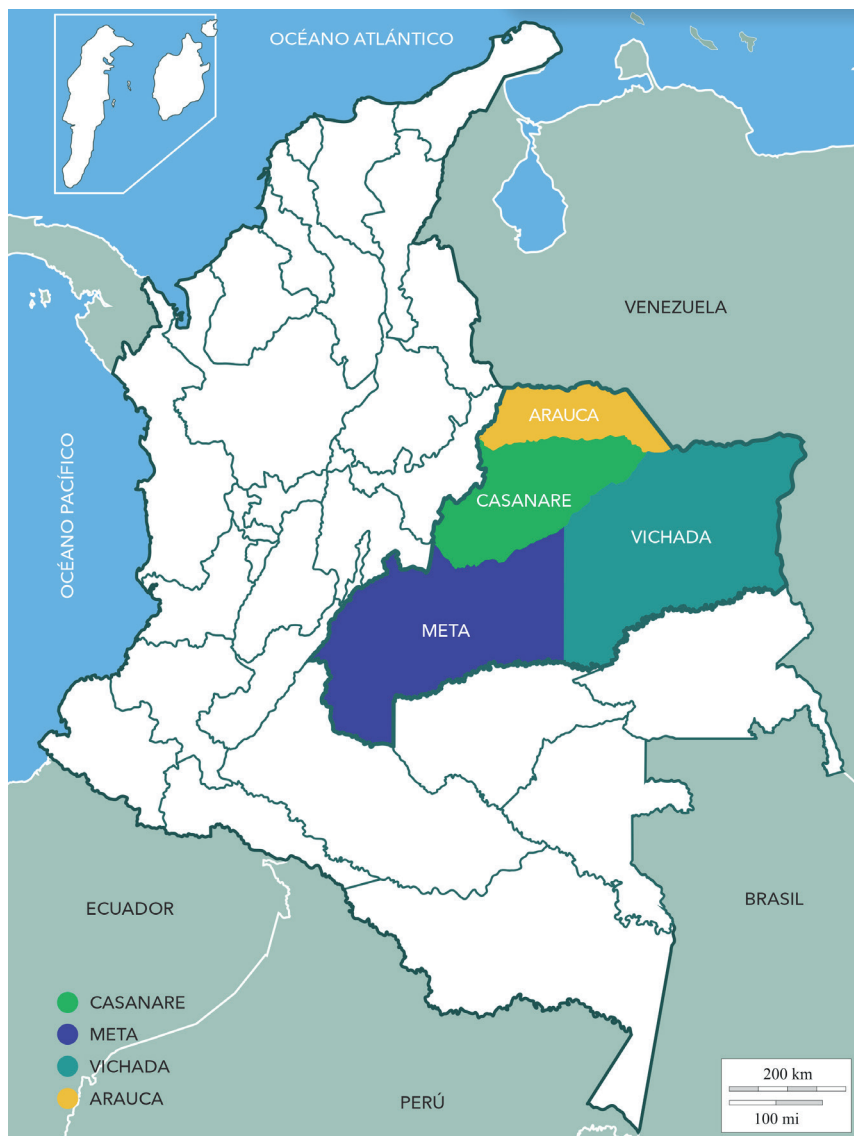 OCÉANO ATLÁNTICO
VENEZUELA
ARAUCA
CASANARE
VICHADA
OCÉANO PACÍFICO
META
ECUADOR
BRASIL
CASANARE
META
VICHADA
ARAUCA
PERÚ
200 km
100 mi